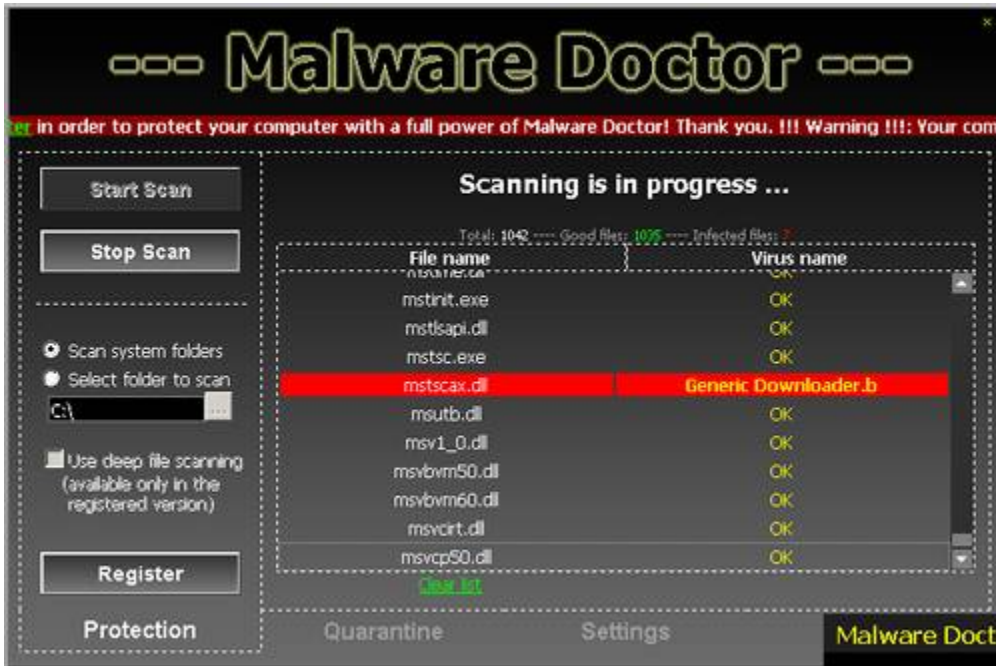 --- Malware Doctor ---
in order to protect your computer with a full power of Malware Doctor! Thank you. !!! Warning !!!: Your com
Start Scan
Stop Scan
Scan system folders
Select folder to scan
C:\
...
Use deep file scanning
(available only in the
registered version)
Register
Protection
Scanning is in progress ...
Total: 1042 ---- Good files: 1035 ---- Infected files: 7
File name Virus name
OK
mstinit.exe OK
mstlsapi.dll OK
mstsc.exe OK
mstscax.dll Generic Downloader.b
msutb.dll OK
msv1_0.dll OK
msvbvm50.dll OK
msvbvm60.dll OK
msvcirt.dll OK
msvcp50.dll OK
Clear list
Quarantine
Settings
Malware Doct